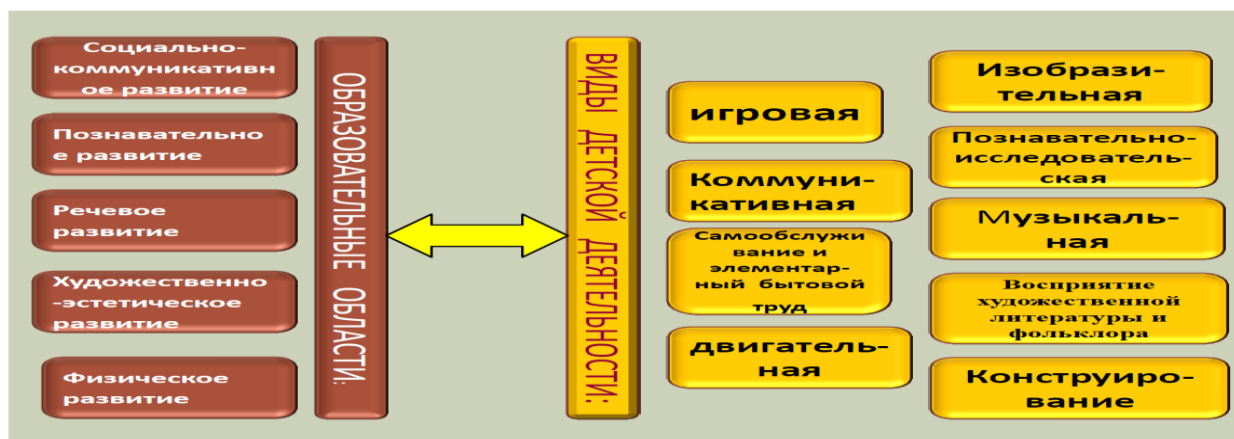 Социально-
коммуникативн
ое развитие
Познавательно
е развитие
Речевое
развитие
Художественно
-эстетическое
развитие
Физическое
развитие
ОБРАЗОВАТЕЛЬНЫЕ ОБЛАСТИ:
ВИДЫ ДЕТСКОЙ ДЕЯТЕЛЬНОСТИ:
игровая
Коммуни-
кативная
Самообслужи
вание и
элементар-
ный бытовой
труд
двигатель-
ная
Изобрази-
тельная
Познавательно-
исследователь-
ская
Музыкаль-
ная
Восприятие
художественной
литературы и
фольклора
Конструиро-
вание